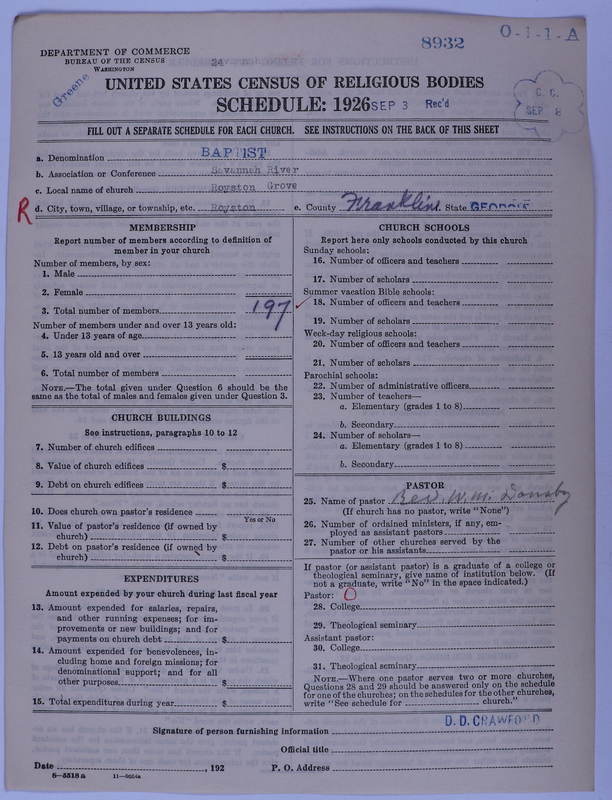 8932
O-1-1-A
DEPARTMENT OF COMMERCE
BUREAU OF THE CENSUS
WASHINGTON
24
Greene
UNITED STATES CENSUS OF RELIGIOUS BODIES
SCHEDULE: 1926 SEP 3 Rec'd
C. C.
SEP 8
FILL OUT A SEPARATE SCHEDULE FOR EACH CHURCH. SEE INSTRUCTIONS ON THE BACK OF THIS SHEET
a. Denomination BAPTIST
b. Association or Conference Savannah River
c. Local name of church Royston Grove
R d. City, town, village, or township, etc. Royston e. County Franklin State GEORGIA
MEMBERSHIP
Report number of members according to definition of
member in your church
Number of members, by sex:
1. Male
2. Female
3. Total number of members 197
Number of members under and over 13 years old:
4. Under 13 years of age
5. 13 years old and over
6. Total number of members
NOTE.—The total given under Question 6 should be the
same as the total of males and females given under Question 3.
CHURCH BUILDINGS
See instructions, paragraphs 10 to 12
7. Number of church edifices
8. Value of church edifices $
9. Debt on church edifices $
10. Does church own pastor's residence
Yes or No
11. Value of pastor's residence (if owned by
church) $
12. Debt on pastor's residence (if owned by
church) $
EXPENDITURES
Amount expended by your church during last fiscal year
13. Amount expended for salaries, repairs,
and other running expenses; for im-
provements or new buildings; and for
payments on church debt $
14. Amount expended for benevolences, in-
cluding home and foreign missions; for
denominational support; and for all
other purposes $
15. Total expenditures during year $
CHURCH SCHOOLS
Report here only schools conducted by this church
Sunday schools:
16. Number of officers and teachers
17. Number of scholars
Summer vacation Bible schools:
18. Number of officers and teachers
19. Number of scholars
Week-day religious schools:
20. Number of officers and teachers
21. Number of scholars
Parochial schools:
22. Number of administrative officers
23. Number of teachers—
a. Elementary (grades 1 to 8)
b. Secondary
24. Number of scholars—
a. Elementary (grades 1 to 8)
b. Secondary
PASTOR
25. Name of pastor Rev. W. M.
(If church has no pastor, write "None")
26. Number of ordained ministers, if any, em-
ployed as assistant pastors
27. Number of other churches served by the
pastor or his assistants
If pastor (or assistant pastor) is a graduate of a college or
theological seminary, give name of institution below. (If
not a graduate, write "No" in the space indicated.)
Pastor: O
28. College
29. Theological seminary
Assistant pastor:
30. College
31. Theological seminary
NOTE.—Where one pastor serves two or more churches,
Questions 28 and 29 should be answered only on the schedule
for one of the churches; on the schedules for the other churches,
write "See schedule for church."
D. D. CRAWFORD
Signature of person furnishing information
Official title
Date , 192 P. O. Address
8—5518 a 11—9554a